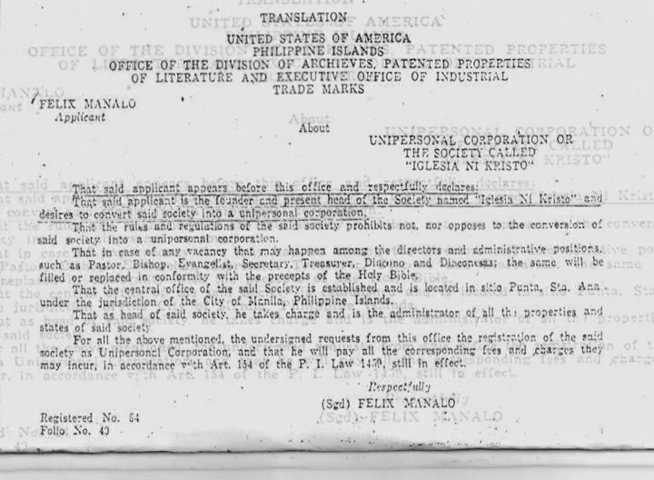 TRANSLATION
UNITED STATES OF AMERICA
PHILIPPINE ISLANDS
OFFICE OF THE DIVISION OF ARCHIEVES, PATENTED PROPERTIES
OF LITERATURE AND EXECUTIVE OFFICE OF INDUSTRIAL
TRADE MARKS
FELIX MANALO
Applicant
About
UNIPERSONAL CORPORATION OR
THE SOCIETY CALLED
"IGLESIA NI KRISTO"
That said applicant appears before this office and respectfully declares:
That said applicant is the founder and present head of the Society named "Iglesia Ni Kristo" and
desires to convert said society into a unipersonal corporation.
That the rules and regulations of the said society prohibits not, nor opposes to the conversion of
said society into a unipersonal corporation.
That in case of any vacancy that may happen among the directors and administrative positions,
such as Pastor, Bishop, Evangelist, Secretary, Treasurer, Diacono and Diaconesas; the same will be
filled or replaced in conformity with the precepts of the Holy Bible.
That the central office of the said Society is established and is located in sitio Punta, Sta. Ana
under the jurisdiction of the City of Manila, Philippine Islands.
That as head of said society, he takes charge and is the administrator of all the properties and
states of said society
For all the above mentioned, the undersigned requests from this office the registration of the said
society as Unipersonal Corporation, and that he will pay all the corresponding fees and charges they
may incur, in accordance with Art. 154 of the P. I. Law 1459, still in effect.
Respectfully
(Sgd) FELIX MANALO
Registered No. 54
Folio No. 40